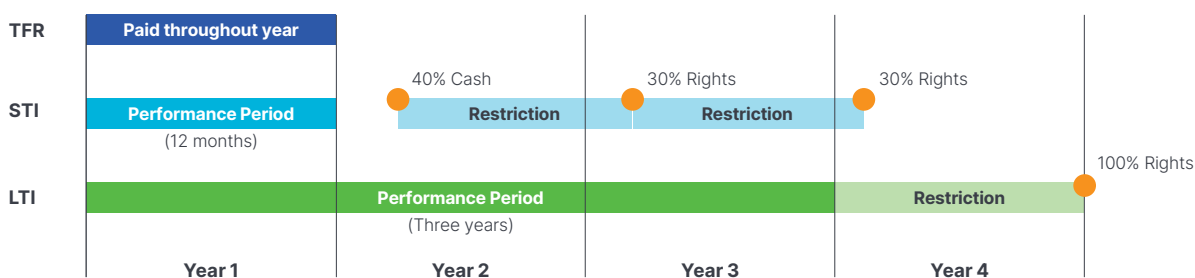 TFR
Paid throughout year
40% Cash
30% Rights
30% Rights
STI
Performance Period
Restriction
Restriction
(12 months)
100% Rights
LTI
Performance Period
Restriction
(Three years)
Year 1
Year 2
Year 3
Year 4